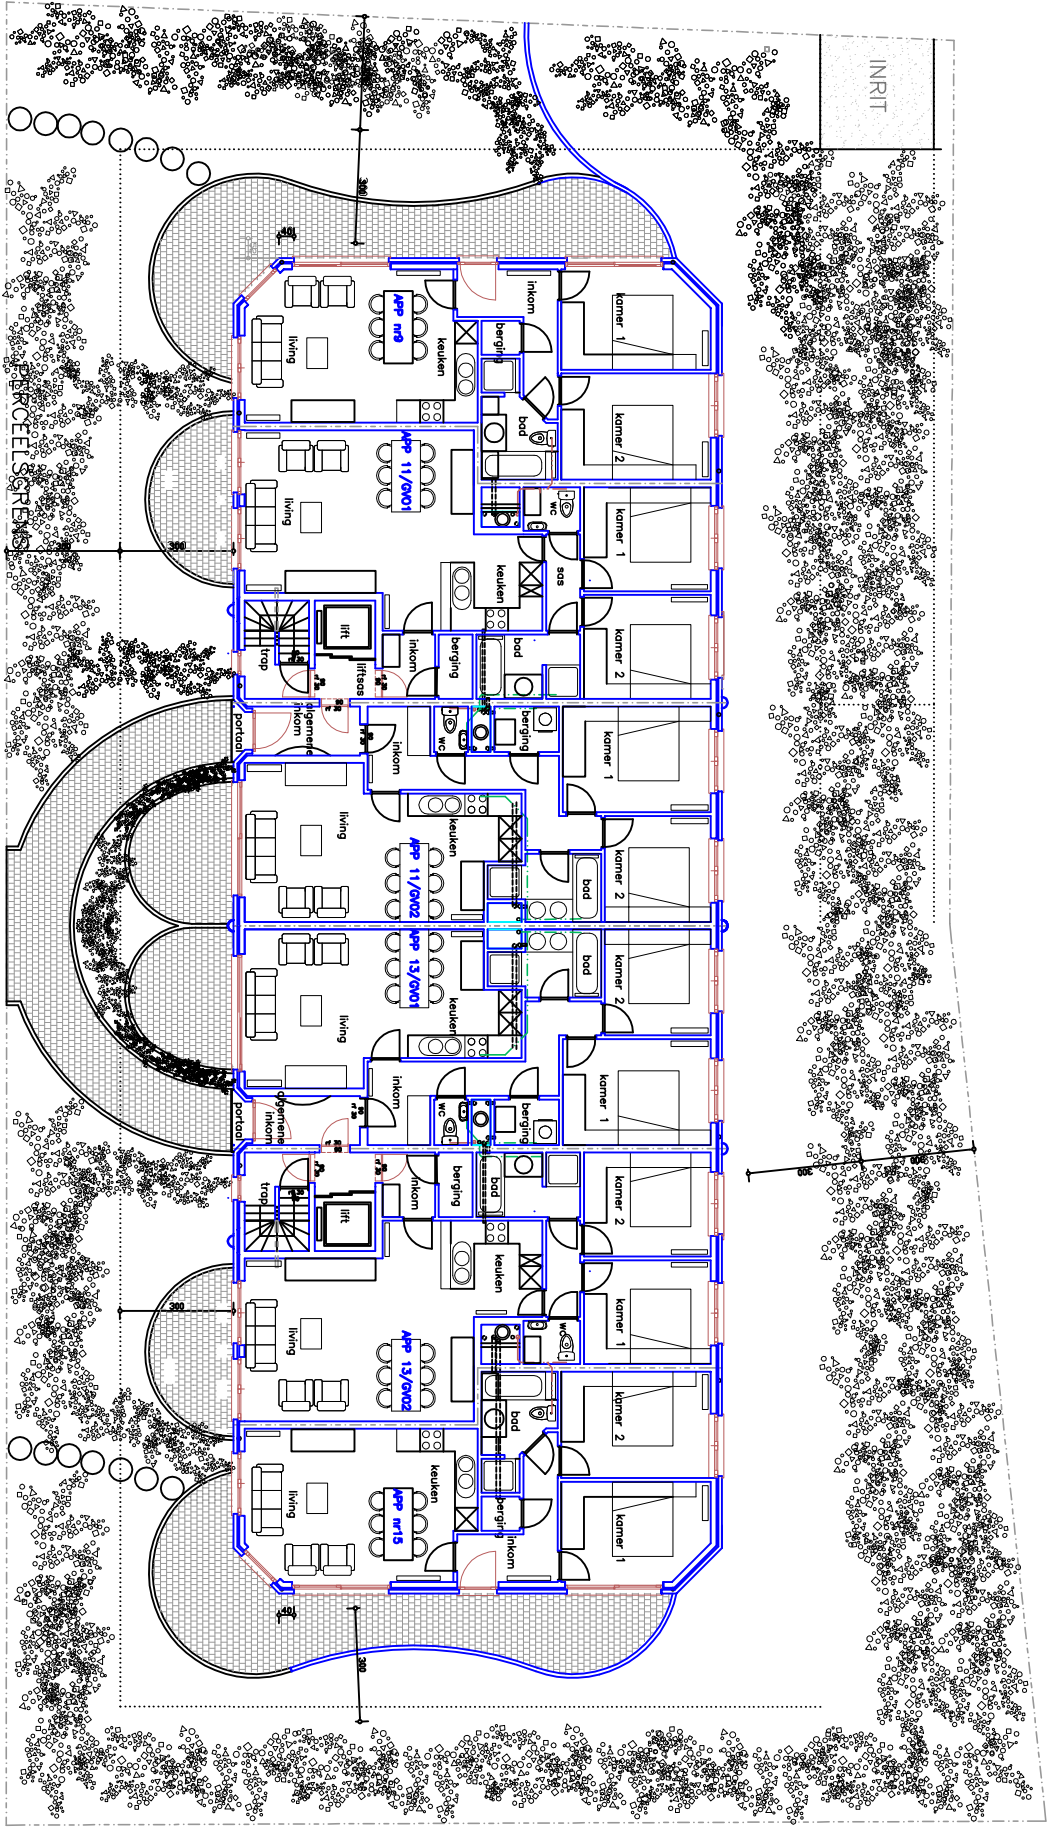 INRIT
PERCEELSGRENS
300
40
300
300
APP nr9
living
keuken
inkom
berging
bad
kamer 1
kamer 2
APP 11/GV01
living
keuken
wc
sas
kamer 1
kamer 2
bad
berging
inkom
lift
liftsas
trap
algemene
inkom
portaal
inkom
wc
berging
kamer 1
living
keuken
APP 11/GV02
bad
kamer 2
APP 13/GV01
living
keuken
bad
kamer 2
kamer 1
inkom
wc
berging
algemene
inkom
portaal
300
300
trap
lift
inkom
berging
bad
kamer 2
keuken
living
APP 13/GV02
kamer 1
300
bad
kamer 2
APP nr15
living
keuken
berging
inkom
kamer 1
40
300